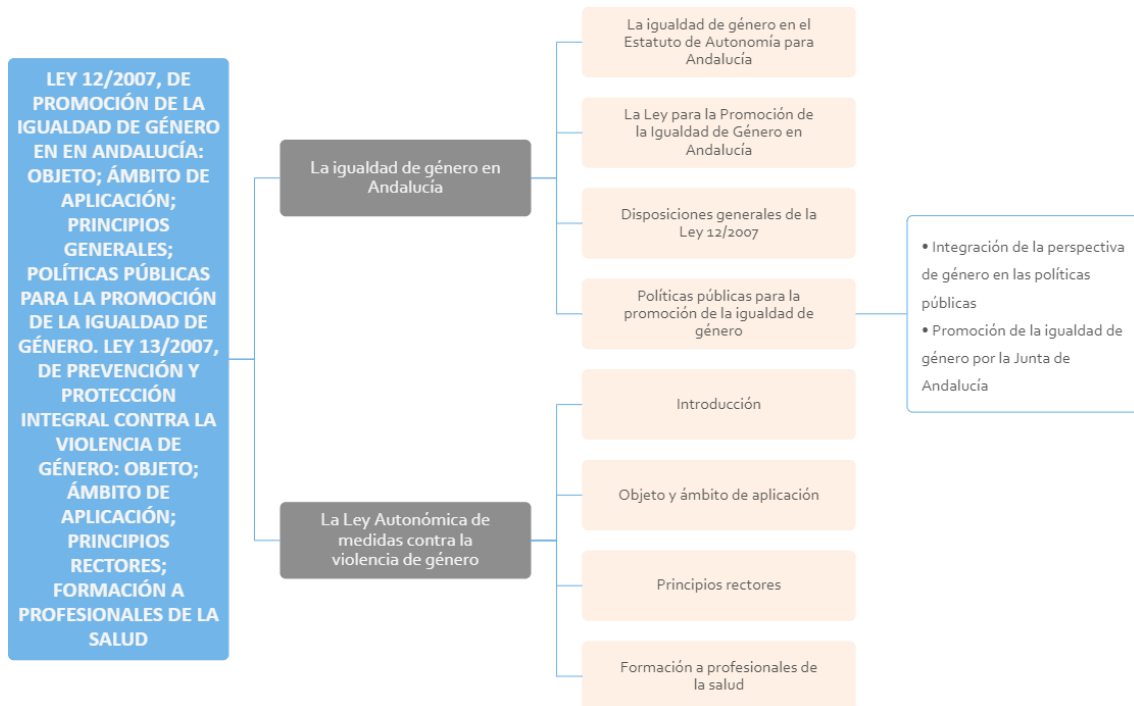 LEY 12/2007, DE
PROMOCIÓN DE LA
IGUALDAD DE GÉNERO
EN EN ANDALUCÍA:
OBJETO; ÁMBITO DE
APLICACIÓN;
PRINCIPIOS
GENERALES;
POLÍTICAS PÚBLICAS
PARA LA PROMOCIÓN
DE LA IGUALDAD DE
GÉNERO. LEY 13/2007,
DE PREVENCIÓN Y
PROTECCIÓN
INTEGRAL CONTRA LA
VIOLENCIA DE
GÉNERO: OBJETO;
ÁMBITO DE
APLICACIÓN;
PRINCIPIOS
RECTORES;
FORMACIÓN A
PROFESIONALES DE LA
SALUD
La igualdad de género en
Andalucía
La igualdad de género en el
Estatuto de Autonomía para
Andalucía
La Ley para la Promoción de
la Igualdad de Género en
Andalucía
Disposiciones generales de la
Ley 12/2007
Políticas públicas para la
promoción de la igualdad de
género
• Integración de la perspectiva
de género en las políticas
públicas
• Promoción de la igualdad de
género por la Junta de
Andalucía
La Ley Autonómica de
medidas contra la
violencia de género
Introducción
Objeto y ámbito de aplicación
Principios rectores
Formación a profesionales de
la salud